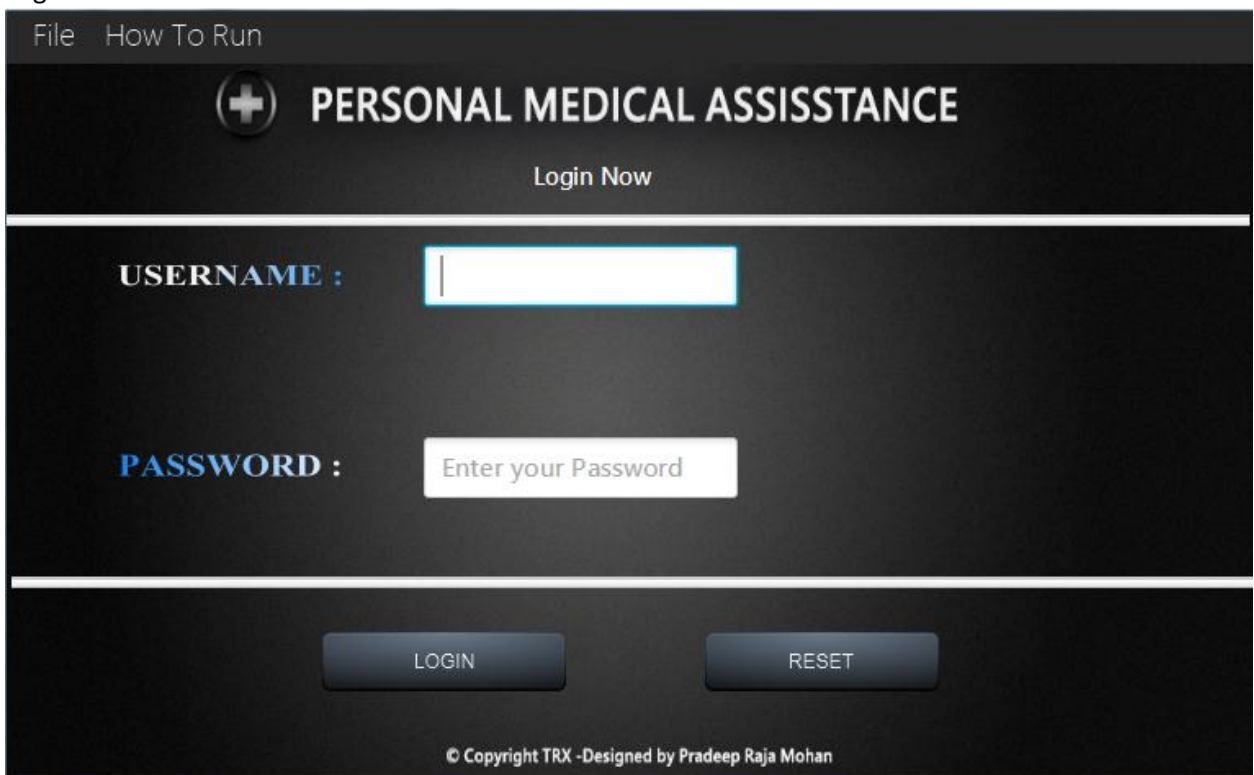 File How To Run
PERSONAL MEDICAL ASSISSTANCE
Login Now
USERNAME :
PASSWORD : Enter your Password
LOGIN RESET
© Copyright TRX -Designed by Pradeep Raja Mohan